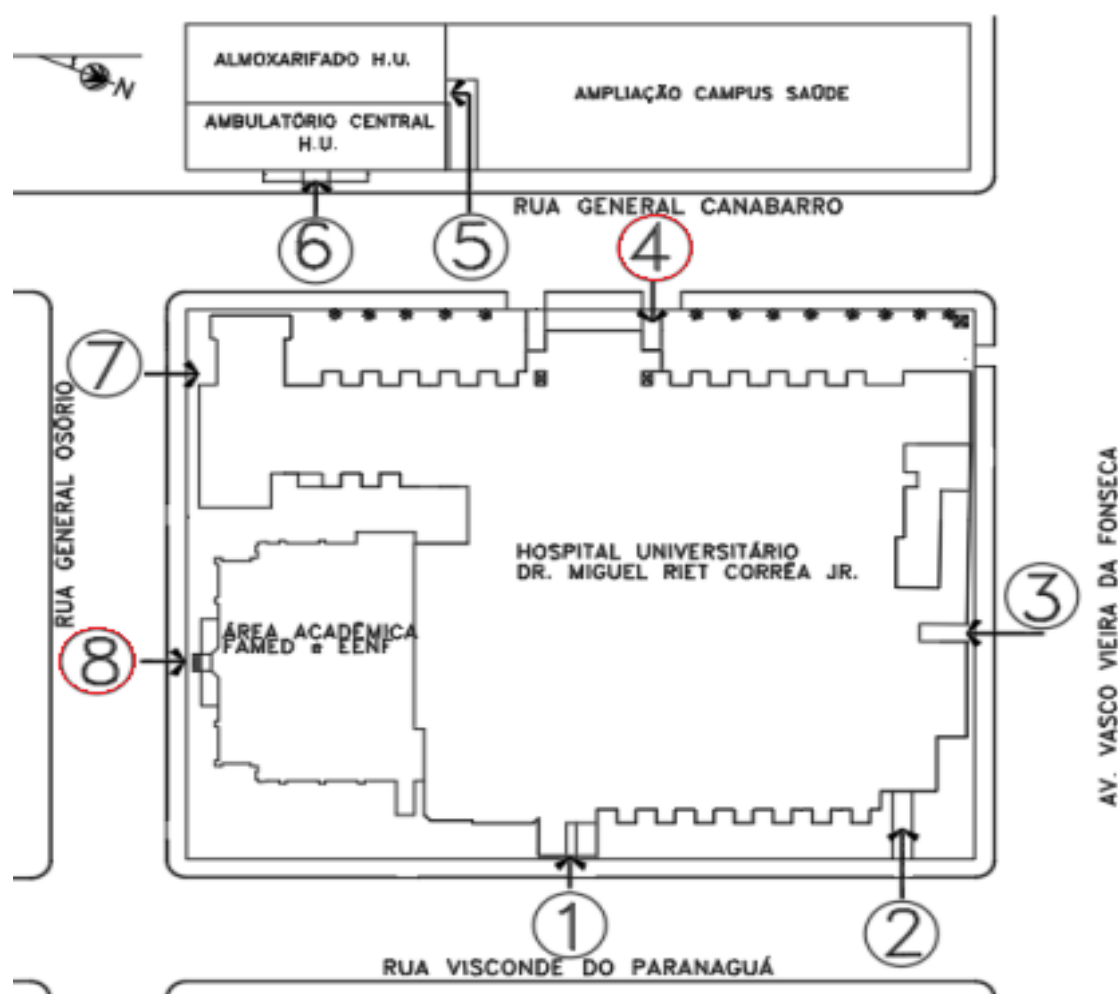 ALMOXARIFADO H.U.
AMPLIAÇÃO CAMPUS SAÚDE
N
AMBULATÓRIO CENTRAL
H.U.
5
6
RUA GENERAL CANABARRO
4
7
RUA GENERAL OSÓRIO
HOSPITAL UNIVERSITÁRIO
DR. MIGUEL RIET CORRÊA JR.
3
AV. VASCO VIEIRA DA FONSECA
8
ÁREA ACADÊMICA
FAMED e EENF
1
2
RUA VISCONDE DO PARANAGUÁ